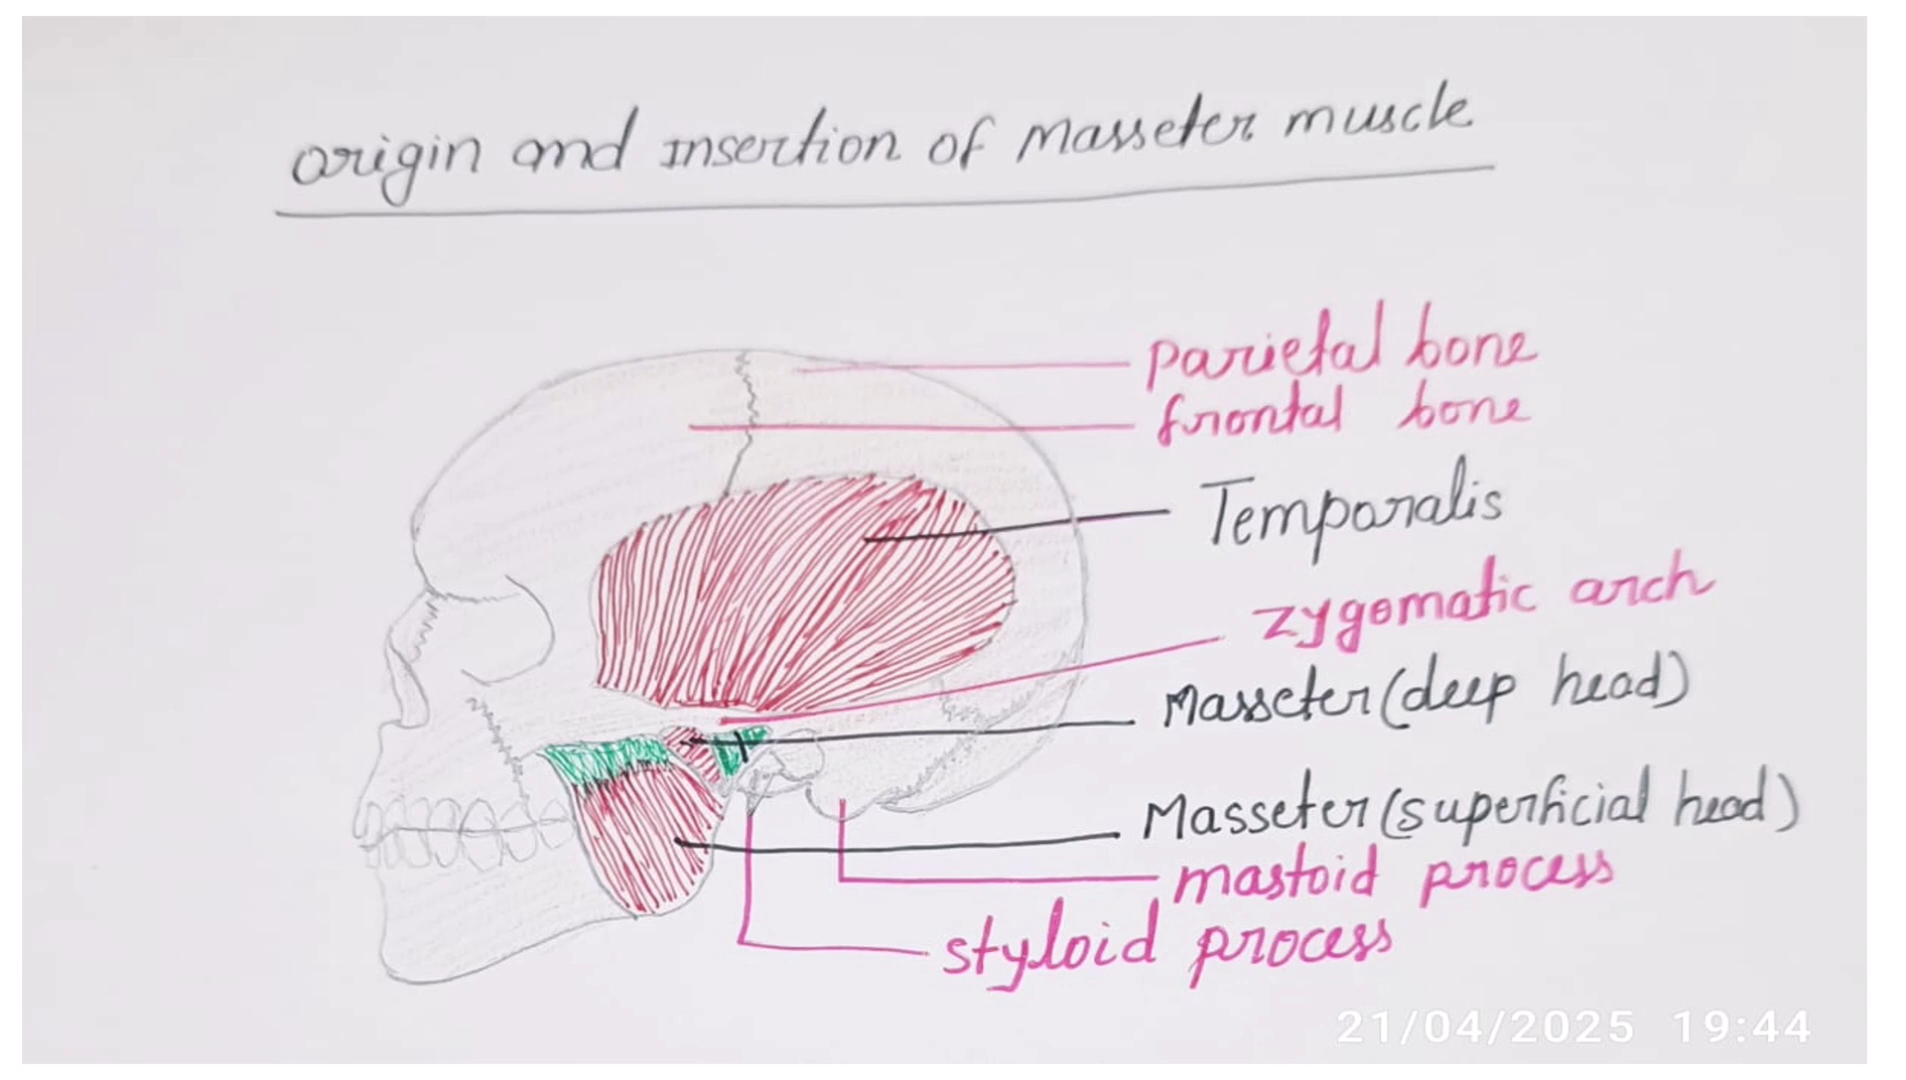 origin and insertion of Masseter muscle
parietal bone
frontal bone
Temporalis
zygomatic arch
Masseter (deep head)
Masseter (superficial head)
mastoid process
styloid process
21/04/2025 19:44